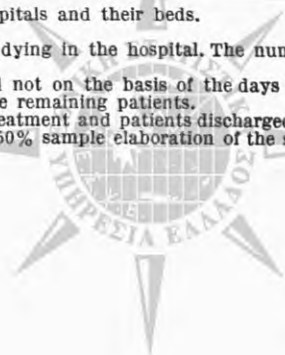 pitals and their beds.
dying in the hospital. The num
not on the basis of the days
e remaining patients.
eatment and patients discharged
50% sample elaboration of the s
ΥΠΗΡΕΣΙΑ ΕΛΛΑΔΟΣ